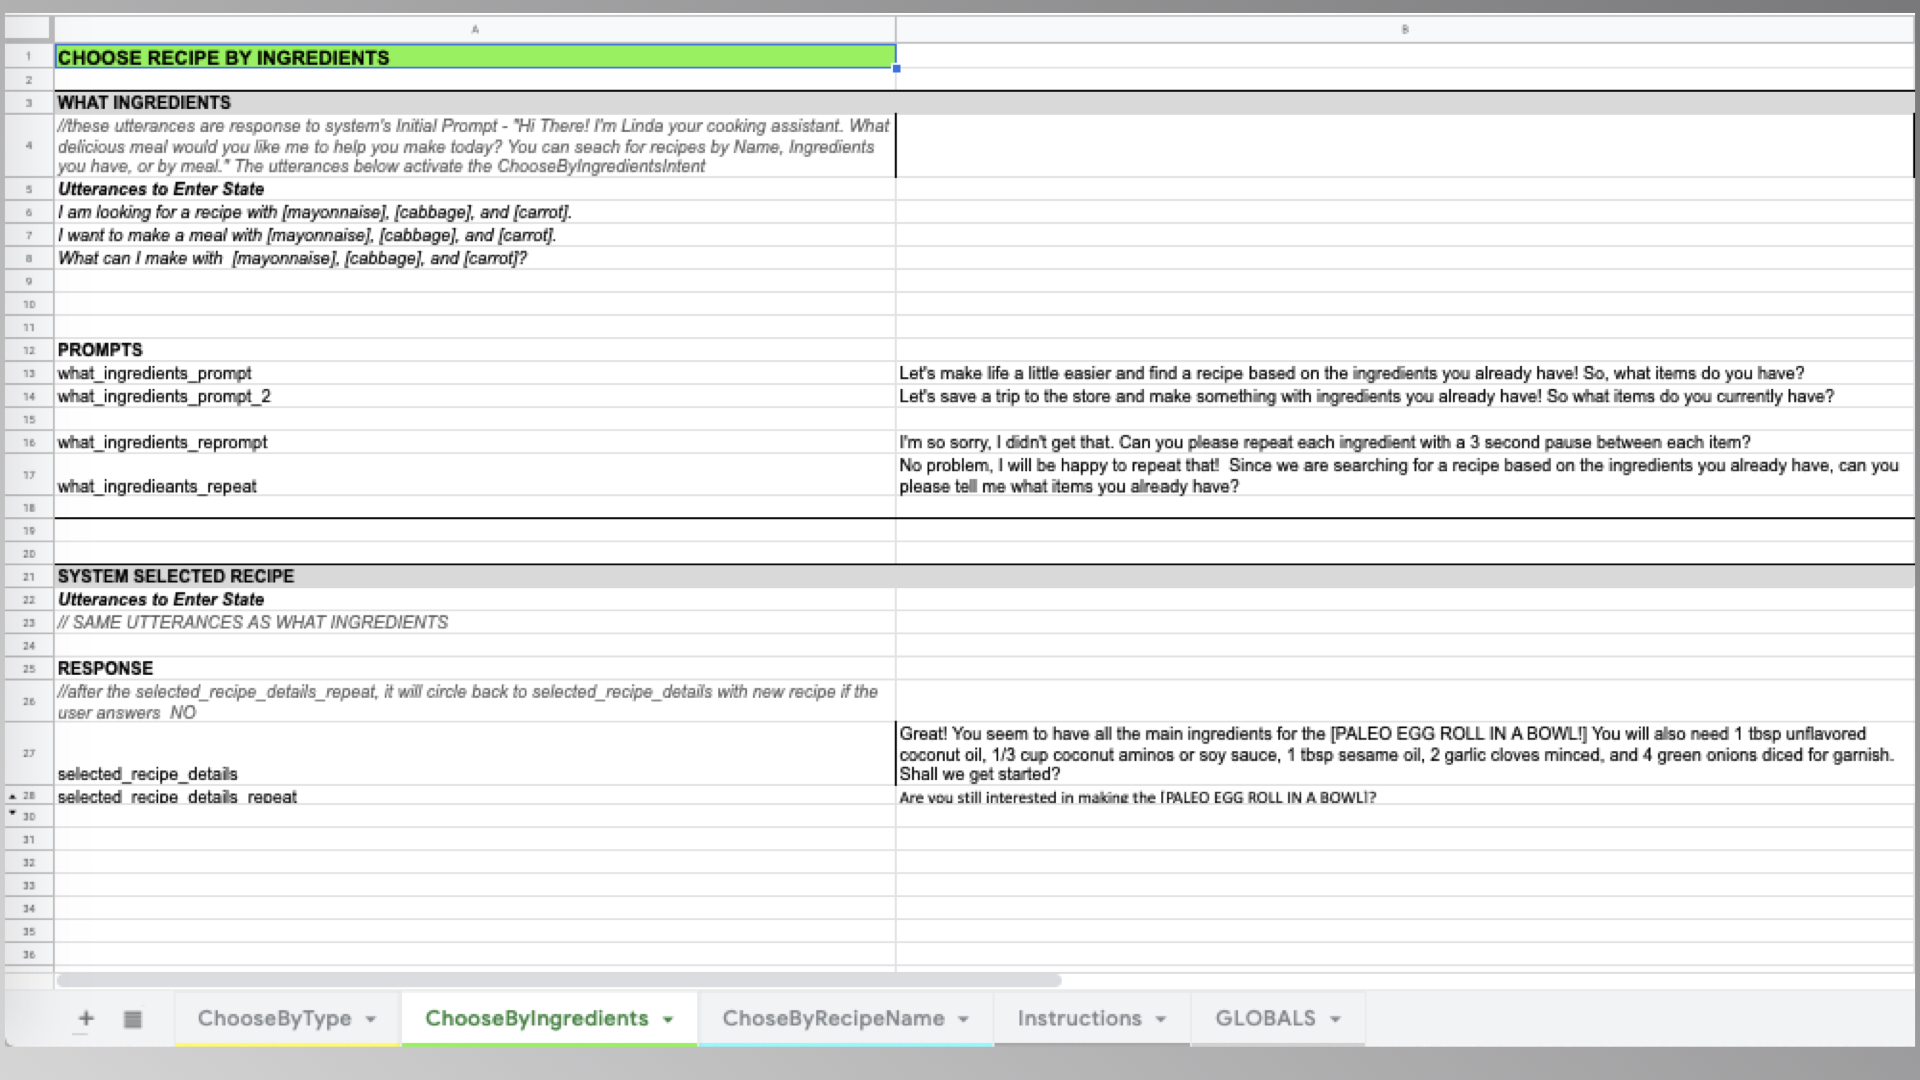 A B
1 CHOOSE RECIPE BY INGREDIENTS
2
3 WHAT INGREDIENTS
4 //these utterances are response to system's Initial Prompt - "Hi There! I'm Linda your cooking assistant. What
delicious meal would you like me to help you make today? You can seach for recipes by Name, Ingredients
you have, or by meal." The utterances below activate the ChooseByIngredientsIntent
5 Utterances to Enter State
6 I am looking for a recipe with [mayonnaise], [cabbage], and [carrot].
7 I want to make a meal with [mayonnaise], [cabbage], and [carrot].
8 What can I make with [mayonnaise], [cabbage], and [carrot]?
9
10
11
12 PROMPTS
13 what_ingredients_prompt Let's make life a little easier and find a recipe based on the ingredients you already have! So, what items do you have?
14 what_ingredients_prompt_2 Let's save a trip to the store and make something with ingredients you already have! So what items do you currently have?
15
16 what_ingredients_reprompt I'm so sorry, I didn't get that. Can you please repeat each ingredient with a 3 second pause between each item?
17 what_ingredieants_repeat No problem, I will be happy to repeat that! Since we are searching for a recipe based on the ingredients you already have, can you
please tell me what items you already have?
18
19
20
21 SYSTEM SELECTED RECIPE
22 Utterances to Enter State
23 // SAME UTTERANCES AS WHAT INGREDIENTS
24
25 RESPONSE
26 //after the selected_recipe_details_repeat, it will circle back to selected_recipe_details with new recipe if the
user answers NO
27 selected_recipe_details Great! You seem to have all the main ingredients for the [PALEO EGG ROLL IN A BOWL!] You will also need 1 tbsp unflavored
coconut oil, 1/3 cup coconut aminos or soy sauce, 1 tbsp sesame oil, 2 garlic cloves minced, and 4 green onions diced for garnish.
Shall we get started?
28 selected_recipe_details_repeat Are you still interested in making the [PALEO EGG ROLL IN A BOWL]?
30
31
32
33
34
35
36
+ ChooseByType ChooseByIngredients ChoseByRecipeName Instructions GLOBALS